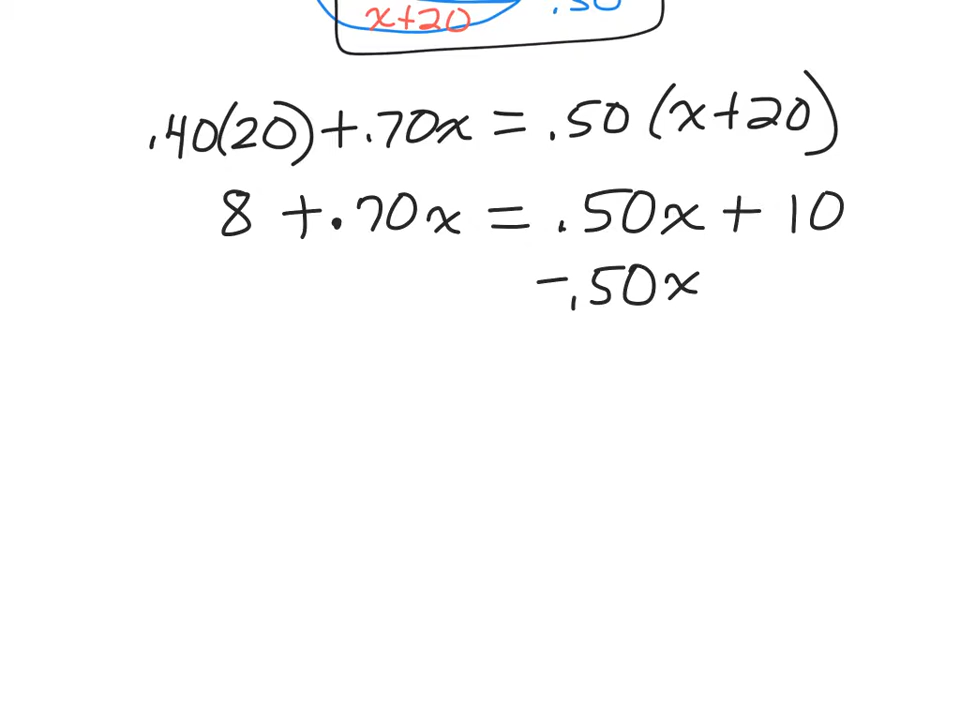 x+20 .50
.40(20)+.70x = .50(x+20)
8 +.70x = .50x + 10
-.50x